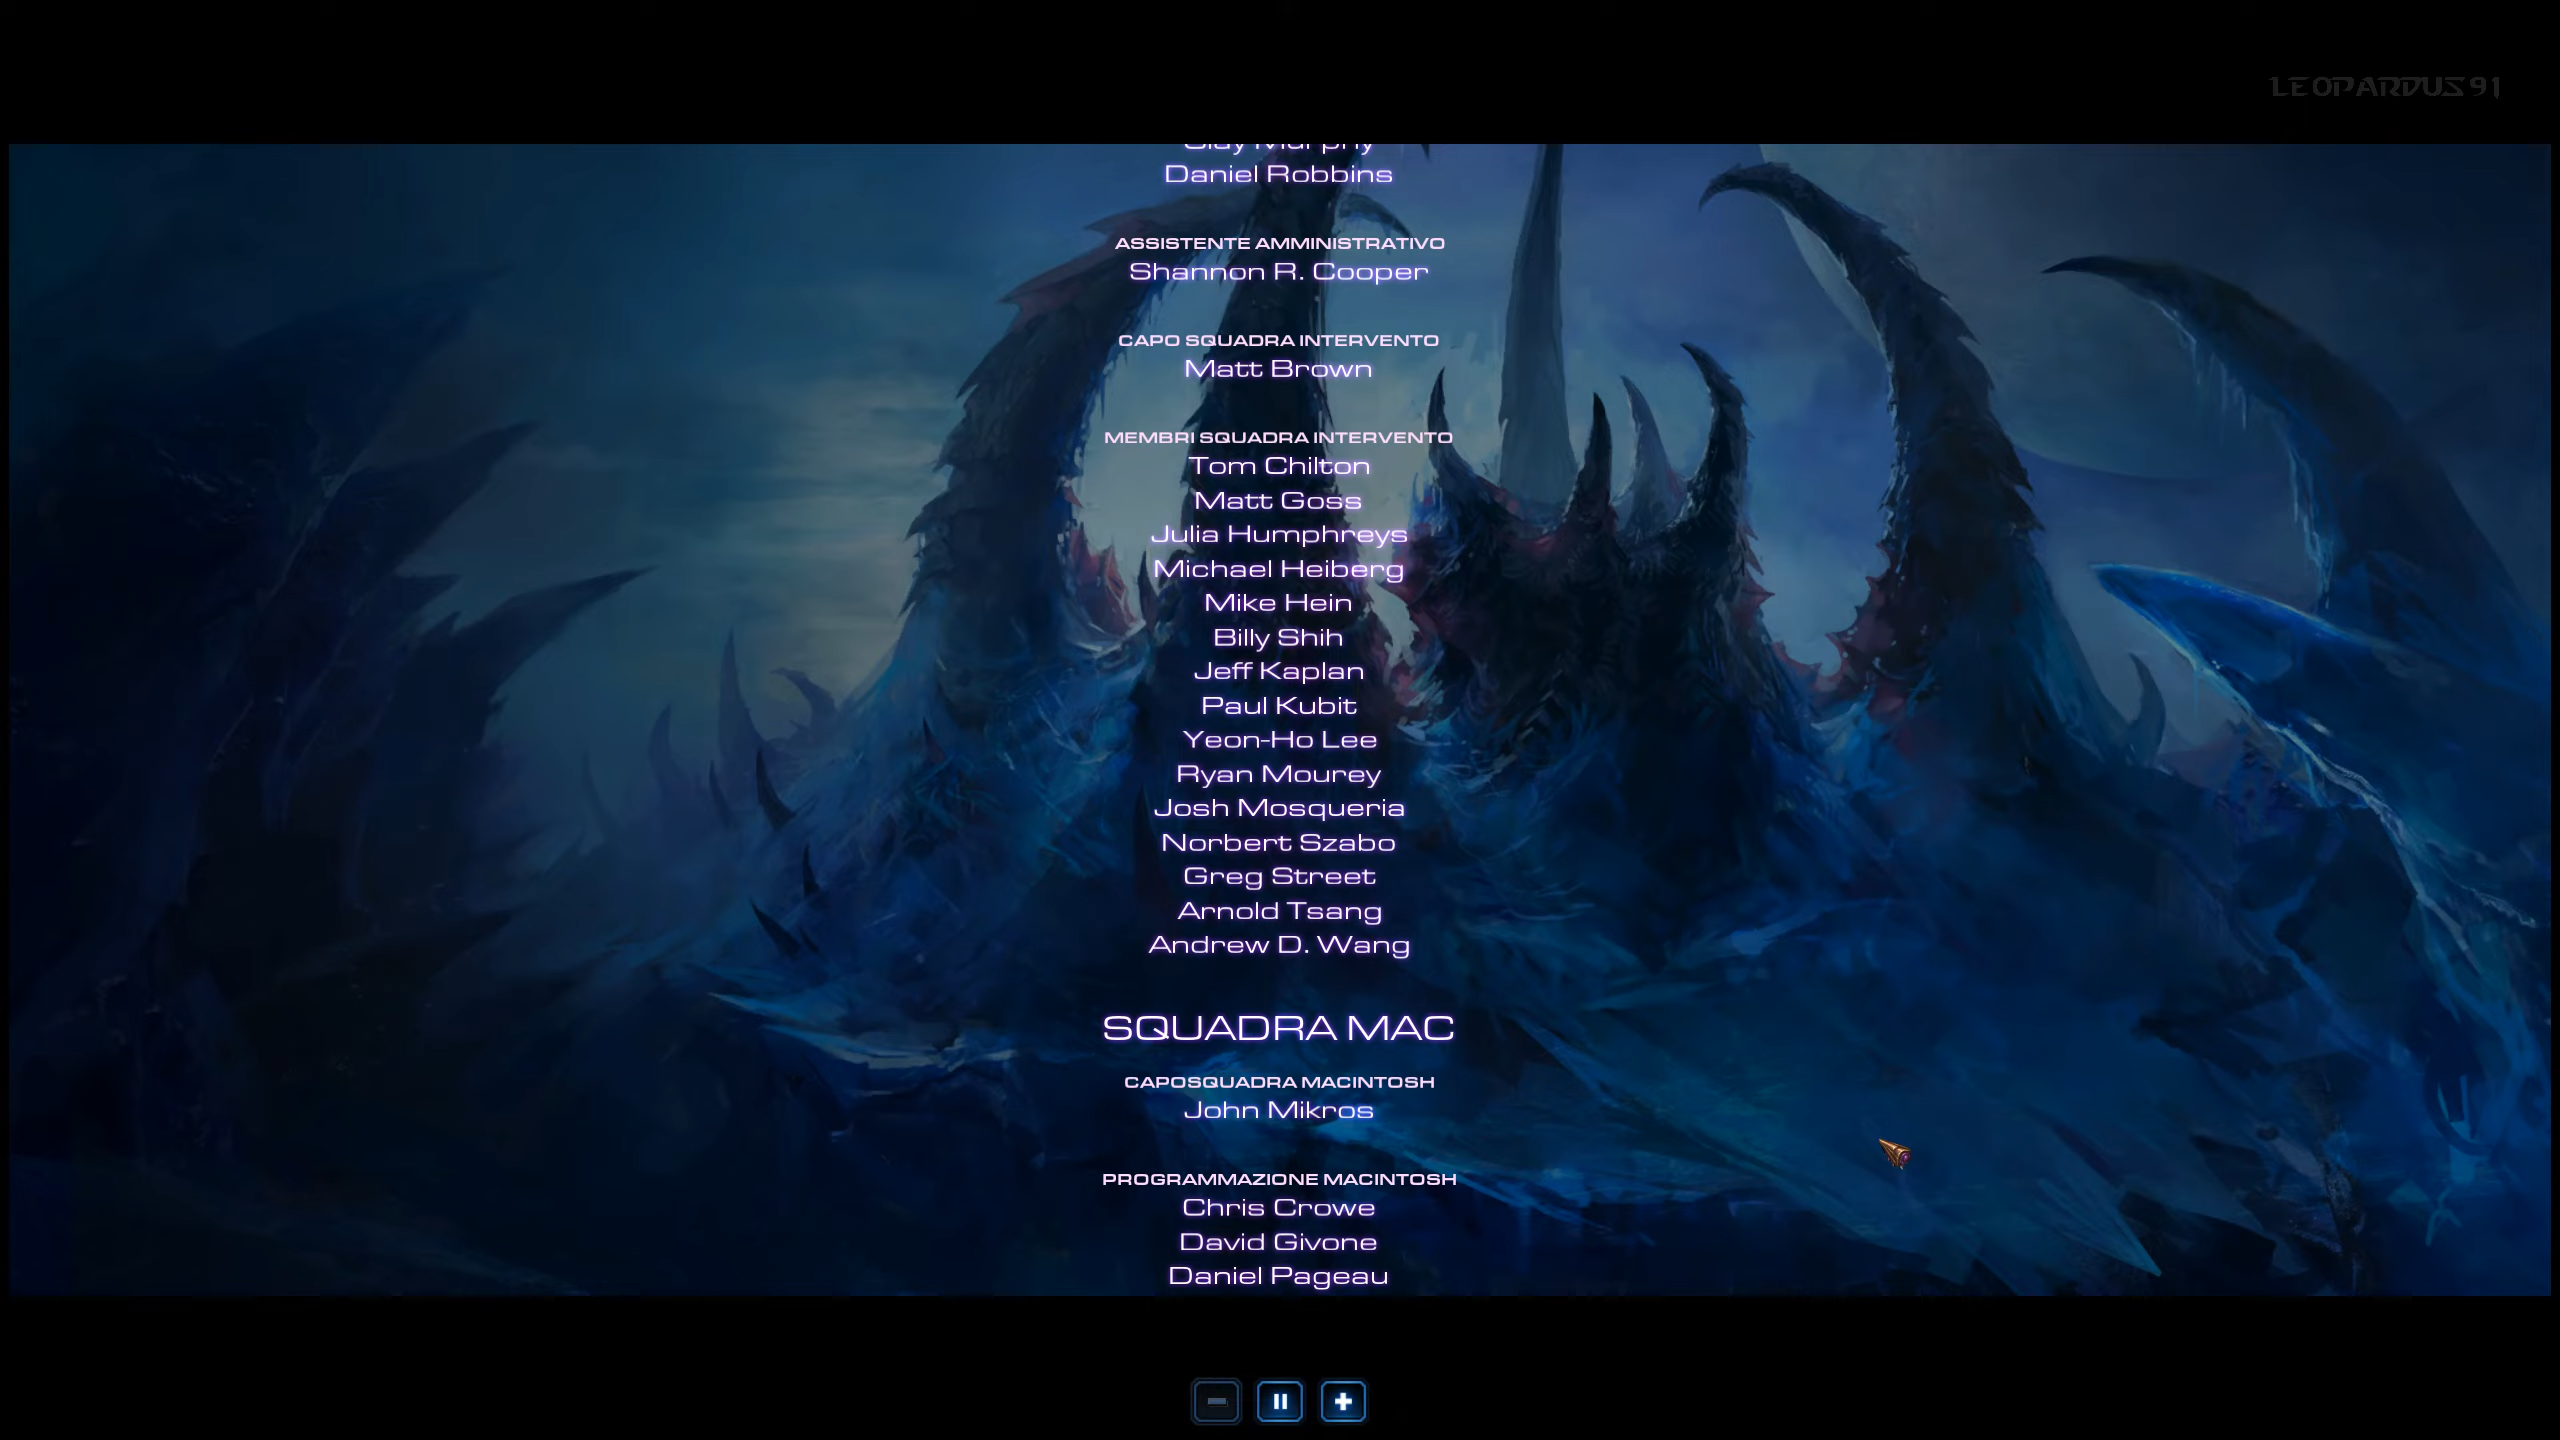 LEOPARDUS91
Daniel Robbins
ASSISTENTE AMMINISTRATIVO
Shannon R. Cooper
CAPO SQUADRA INTERVENTO
Matt Brown
MEMBRI SQUADRA INTERVENTO
Tom Chilton
Matt Goss
Julia Humphreys
Michael Heiberg
Mike Hein
Billy Shih
Jeff Kaplan
Paul Kubit
Yeon-Ho Lee
Ryan Mourey
Josh Mosqueria
Norbert Szabo
Greg Street
Arnold Tsang
Andrew D. Wang
SQUADRA MAC
CAPOSQUADRA MACINTOSH
John Mikros
PROGRAMMAZIONE MACINTOSH
Chris Crowe
David Givone
Daniel Pageau